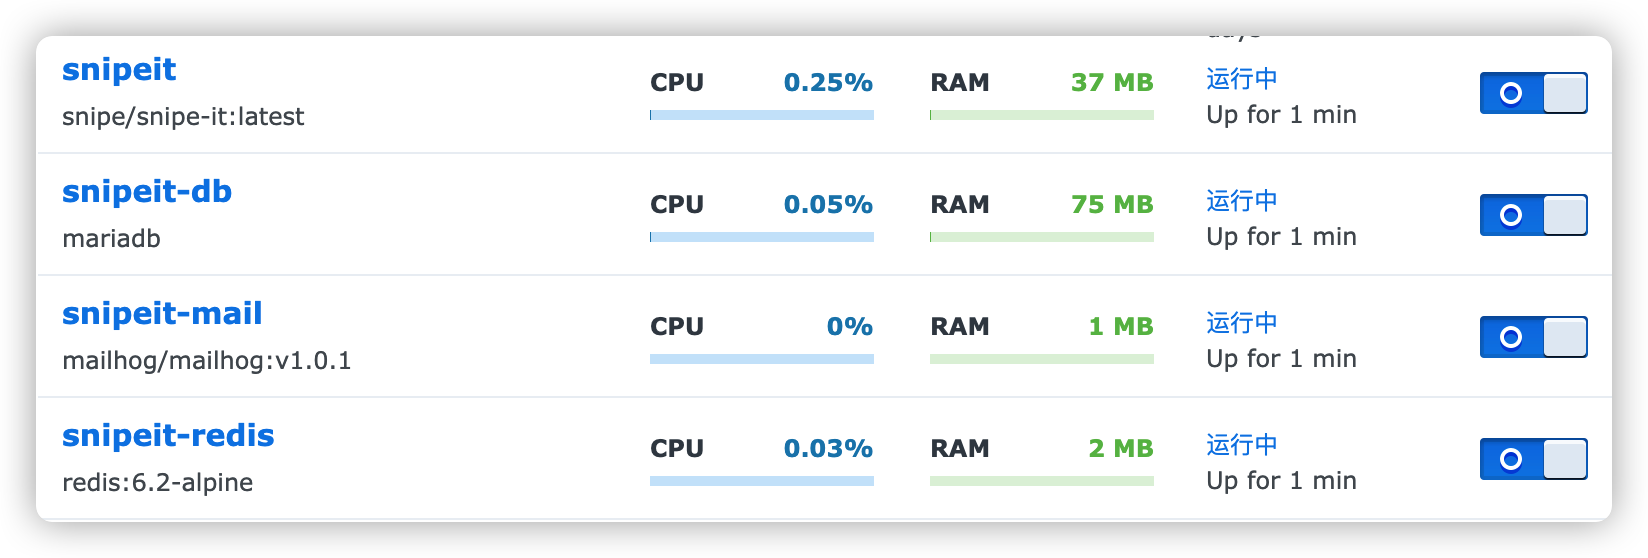 snipeit
snipe/snipe-it:latest
CPU 0.25%
RAM 37 MB
运行中
Up for 1 min
snipeit-db
mariadb
CPU 0.05%
RAM 75 MB
运行中
Up for 1 min
snipeit-mail
mailhog/mailhog:v1.0.1
CPU 0%
RAM 1 MB
运行中
Up for 1 min
snipeit-redis
redis:6.2-alpine
CPU 0.03%
RAM 2 MB
运行中
Up for 1 min